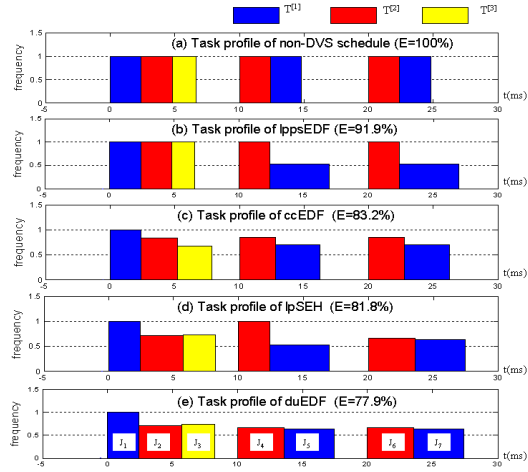 T[1] T[2] T[3]
(a) Task profile of non-DVS schedule (E=100%)
1.5
1
0.5
0
frequency
-5 0 5 10 15 20 25 30 t(ms)
(b) Task profile of lppsEDF (E=91.9%)
1.5
1
0.5
0
frequency
-5 0 5 10 15 20 25 30 t(ms)
(c) Task profile of ccEDF (E=83.2%)
1.5
1
0.5
0
frequency
-5 0 5 10 15 20 25 30 t(ms)
(d) Task profile of lpSEH (E=81.8%)
1.5
1
0.5
0
frequency
-5 0 5 10 15 20 25 30 t(ms)
(e) Task profile of duEDF (E=77.9%)
1.5
1
0.5
0
frequency
J1 J2 J3 J4 J5 J6 J7
-5 0 5 10 15 20 25 30 t(ms)